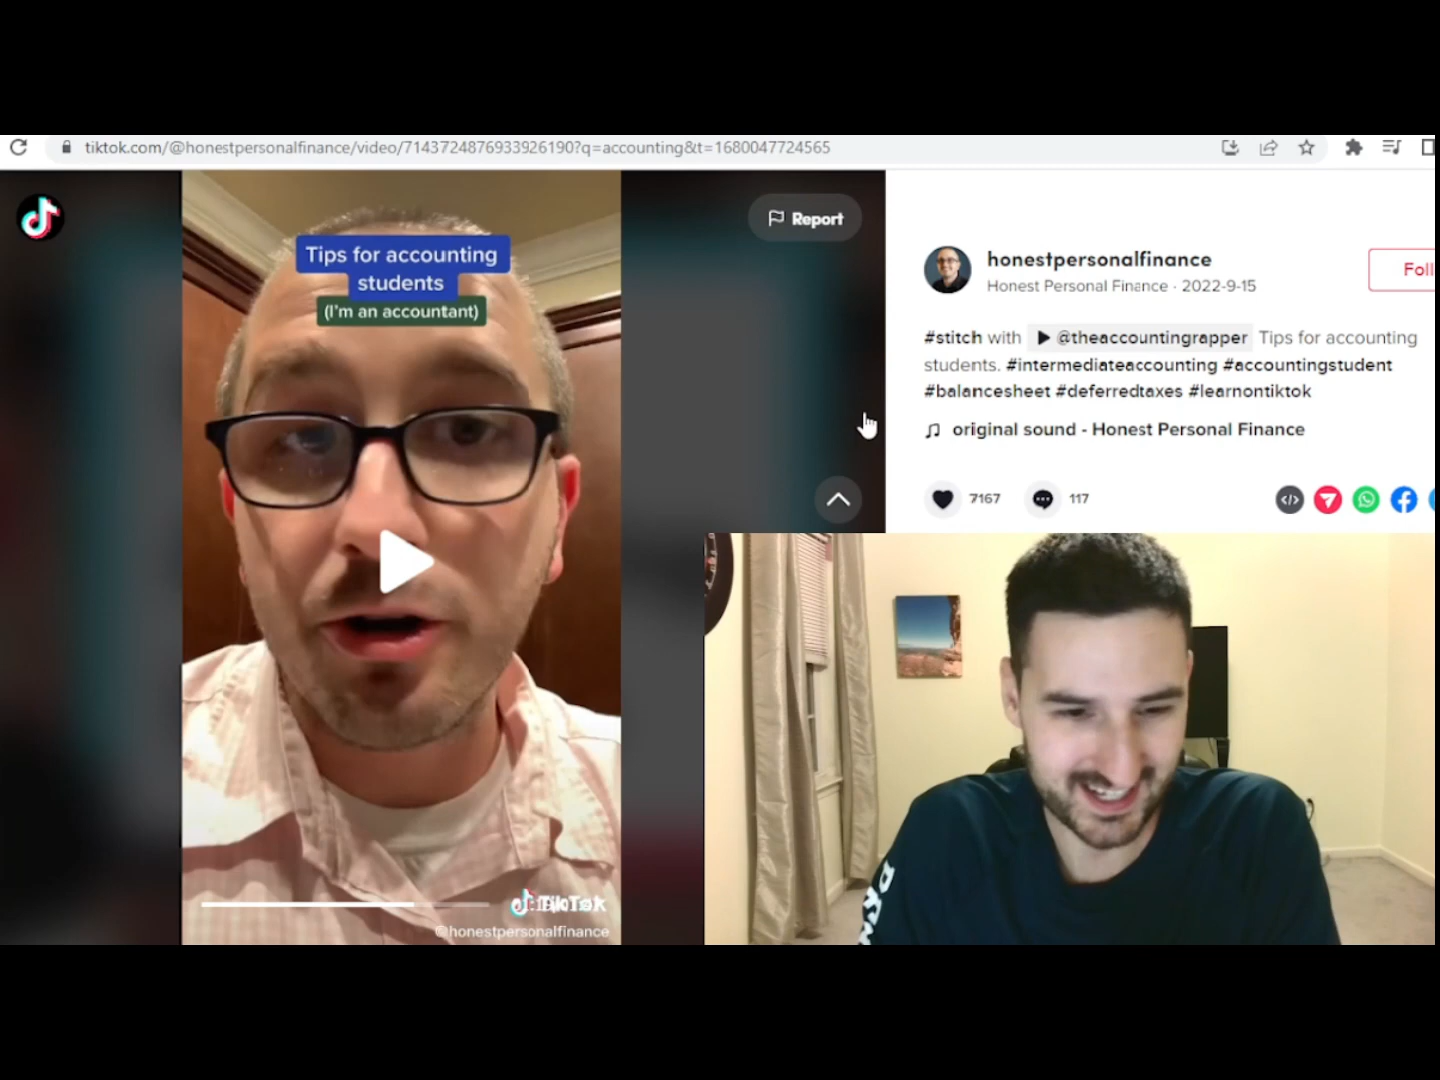 tiktok.com/@honestpersonalfinance/video/7143724876933926190?q=accounting&t=1680047724565
Tips for accounting
students
(I'm an accountant)
Report
honestpersonalfinance
Honest Personal Finance · 2022-9-15
#stitch with ▶ @theaccountingrapper Tips for accounting
students. #intermediateaccounting #accountingstudent
#balancesheet #deferredtaxes #learnontiktok
original sound - Honest Personal Finance
7167
117
TikTok
@honestpersonalfinance